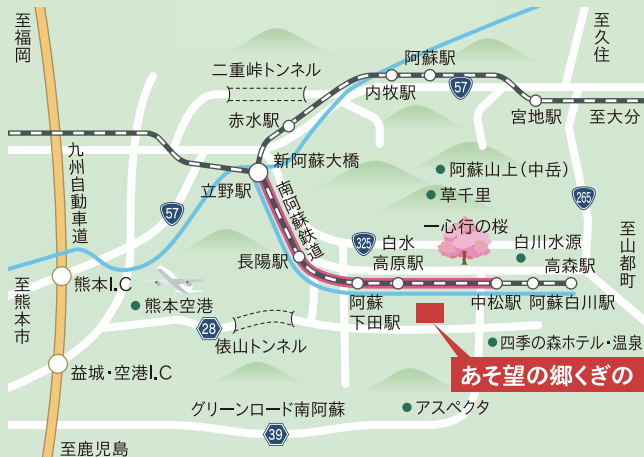 至福岡
至久住
阿蘇駅
二重峠トンネル
内牧駅
57
赤水駅
宮地駅
至大分
九州自動車道
新阿蘇大橋
立野駅
阿蘇山上(中岳)
草千里
265
57
南阿蘇鉄道
一心行の桜
325
白水
高原駅
白川水源
高森駅
至山都町
長陽駅
熊本I.C
至熊本市
熊本空港
阿蘇
下田駅
中松駅
阿蘇白川駅
28
俵山トンネル
四季の森ホテル・温泉
益城・空港I.C
あそ望の郷くぎの
グリーンロード南阿蘇
アスペクタ
39
至鹿児島